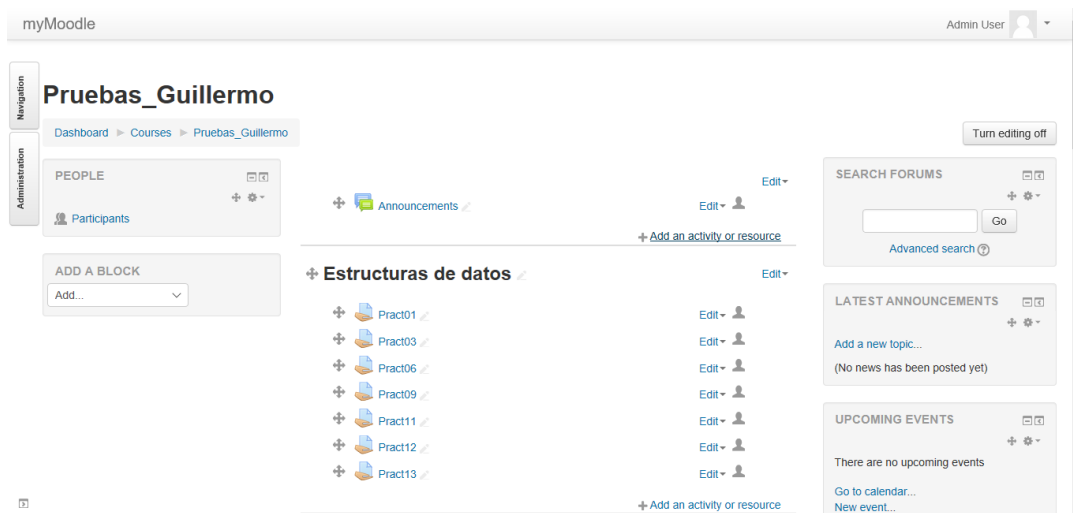 myMoodle
Admin User
Navigation
Administration
Pruebas_Guillermo
Dashboard Courses Pruebas_Guillermo
Turn editing off
PEOPLE
Participants
ADD A BLOCK
Add...
Edit
Announcements Edit
Add an activity or resource
Estructuras de datos Edit
Pract01 Edit
Pract03 Edit
Pract06 Edit
Pract09 Edit
Pract11 Edit
Pract12 Edit
Pract13 Edit
Add an activity or resource
SEARCH FORUMS
Go
Advanced search ?
LATEST ANNOUNCEMENTS
Add a new topic...
(No news has been posted yet)
UPCOMING EVENTS
There are no upcoming events
Go to calendar...
New event...